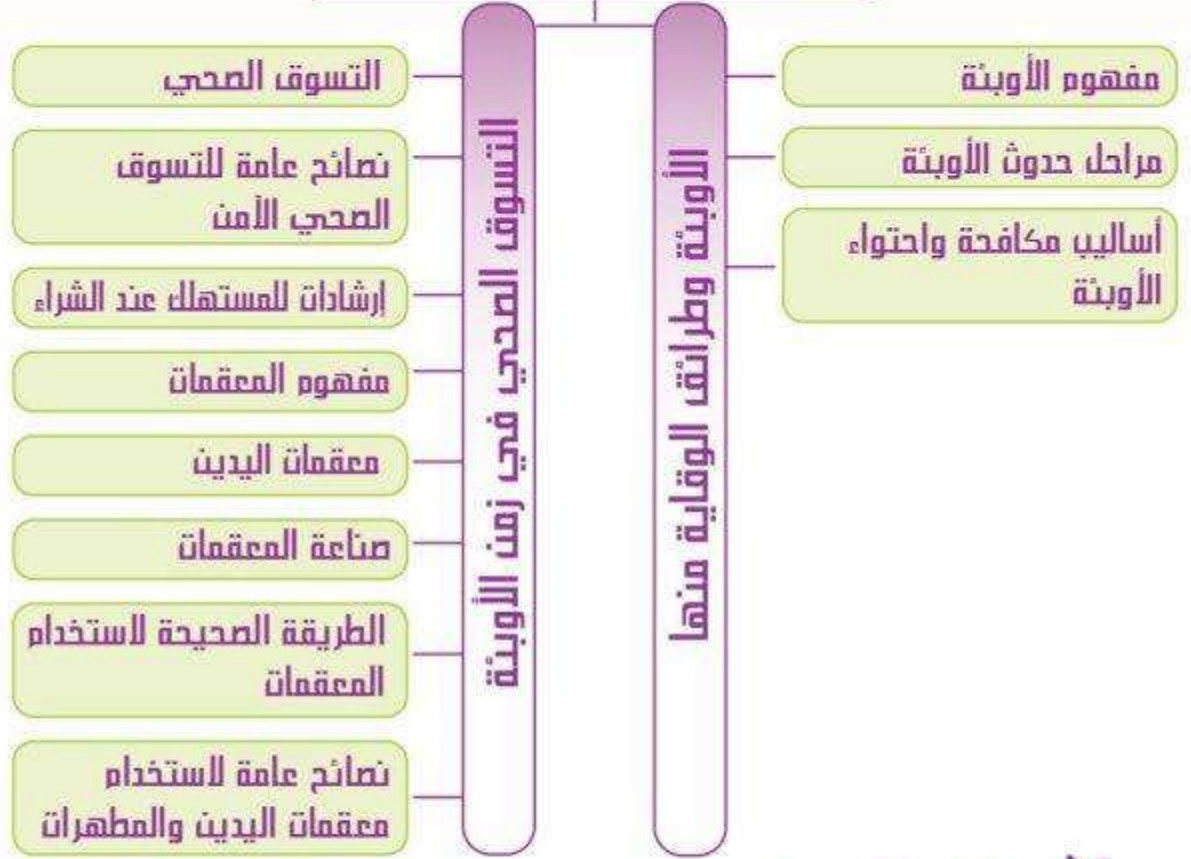 الأوبئة وطرائق الوقاية منها
مفهوم الأوبئة
مراحل حدوث الأوبئة
أساليب مكافحة واحتواء
الأوبئة
التسوق الصحي في زمن الأوبئة
التسوق الصحي
نصائح عامة للتسوق
الصحي الآمن
إرشادات للمستهلك عند الشراء
مفهوم المعقمات
معقمات اليدين
صناعة المعقمات
الطريقة الصحيحة لاستخدام
المعقمات
نصائح عامة لاستخدام
معقمات اليدين والمطهرات